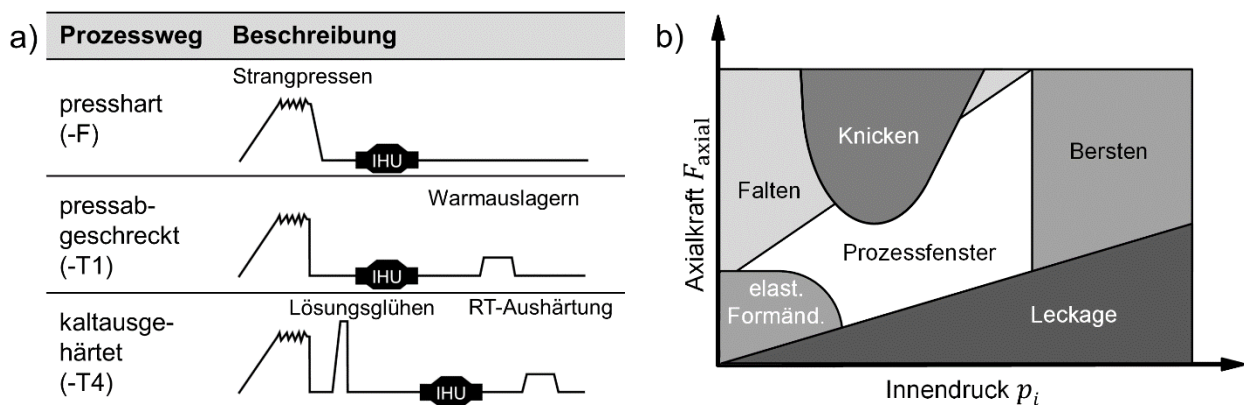 a)
Prozessweg Beschreibung
Strangpressen
presshart
(-F)
IHU
Warmauslagern
pressab-
geschreckt
(-T1)
IHU
Lösungsglühen RT-Aushärtung
kaltausge-
härtet
(-T4)
IHU
b)
Axialkraft F_axial
Knicken
Bersten
Falten
Prozessfenster
elast.
Formänd.
Leckage
Innendruck p_i